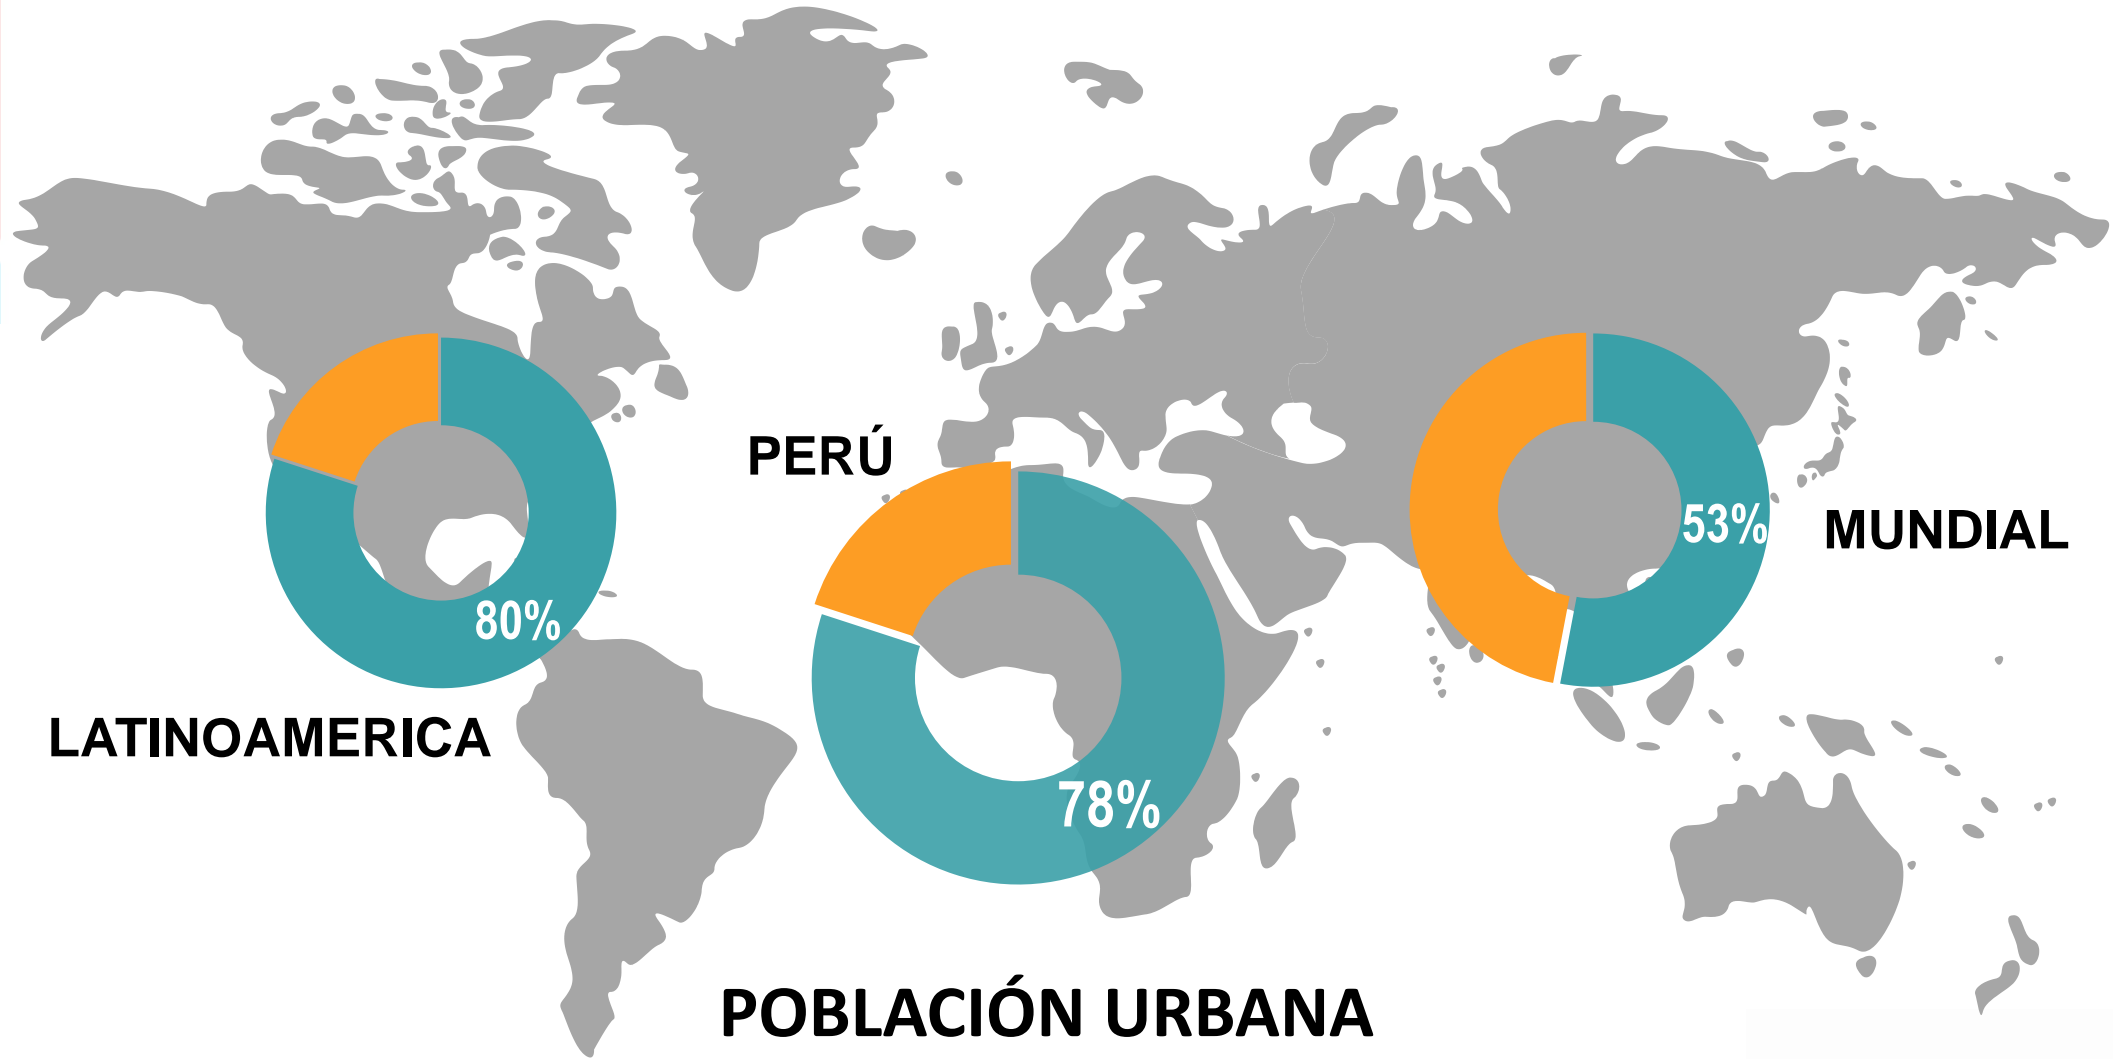 PERÚ
53%
MUNDIAL
80%
LATINOAMERICA
78%
POBLACIÓN URBANA